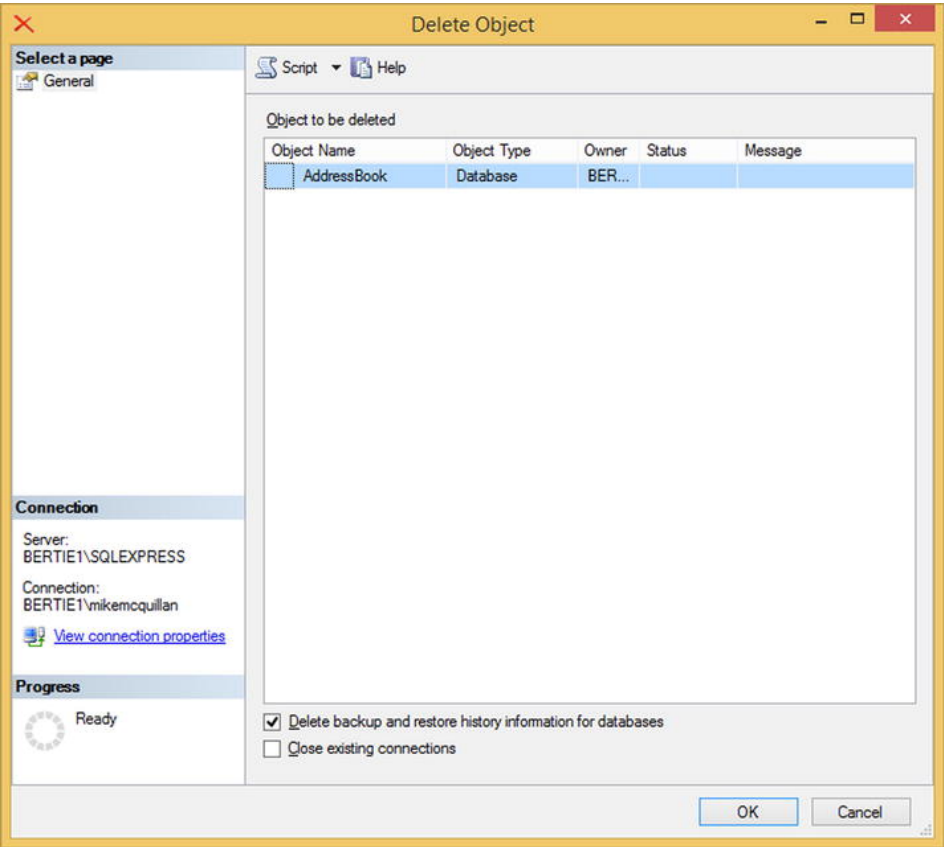 Delete Object
Select a page
General
Script Help
Object to be deleted
Object Name Object Type Owner Status Message
AddressBook Database BER...
Connection
Server:
BERTIE1\SQLEXPRESS
Connection:
BERTIE1\mikemcquillan
View connection properties
Progress
Ready
Delete backup and restore history information for databases
Close existing connections
OK Cancel